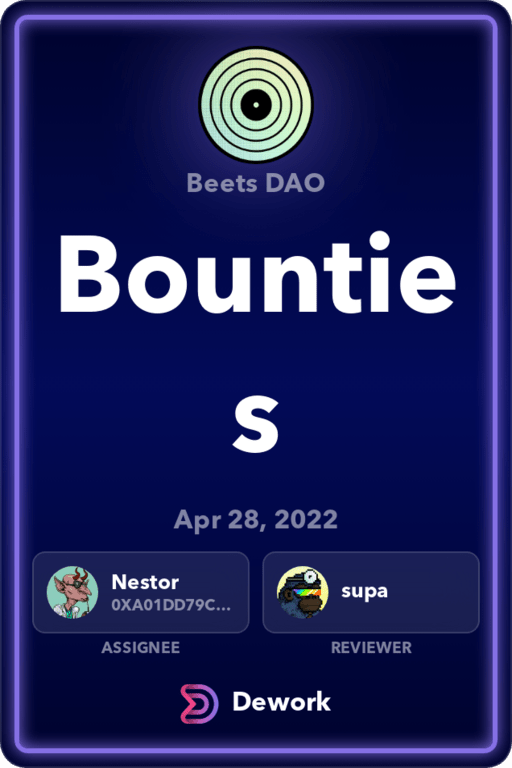 Beets DAO
Bountie
s
Apr 28, 2022
Nestor
0XA01DD79C...
ASSIGNEE
supa
REVIEWER
Dework